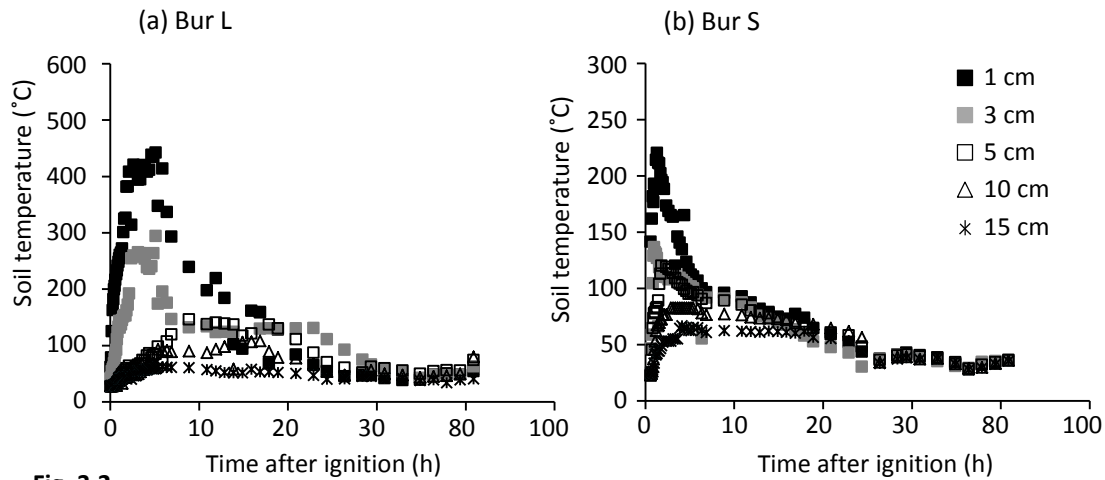 (a) Bur L
(b) Bur S
600
500
400
300
200
100
0
Soil temperature (˚C)
0
10
20
30
80
100
Time after ignition (h)
300
250
200
150
100
50
0
Soil temperature (˚C)
0
10
20
30
80
100
Time after ignition (h)
1 cm
3 cm
5 cm
10 cm
15 cm